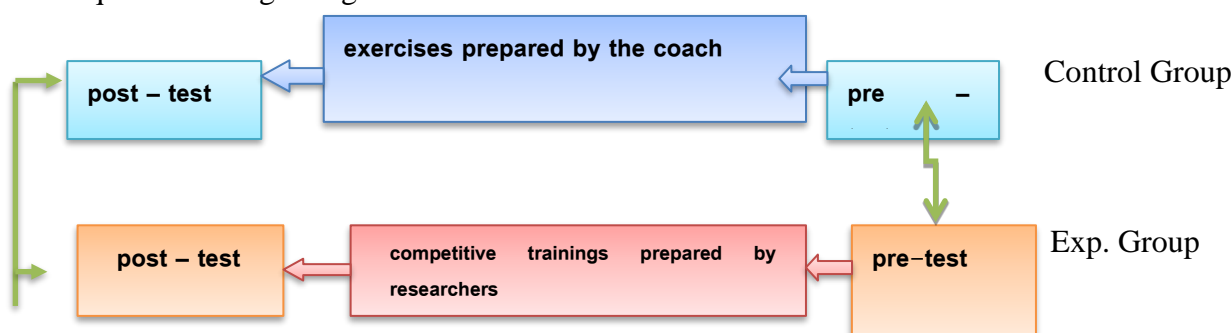 exercises prepared by the coach
Control Group
post – test
pre –
Exp. Group
post – test
competitive trainings prepared by
researchers
pre-test